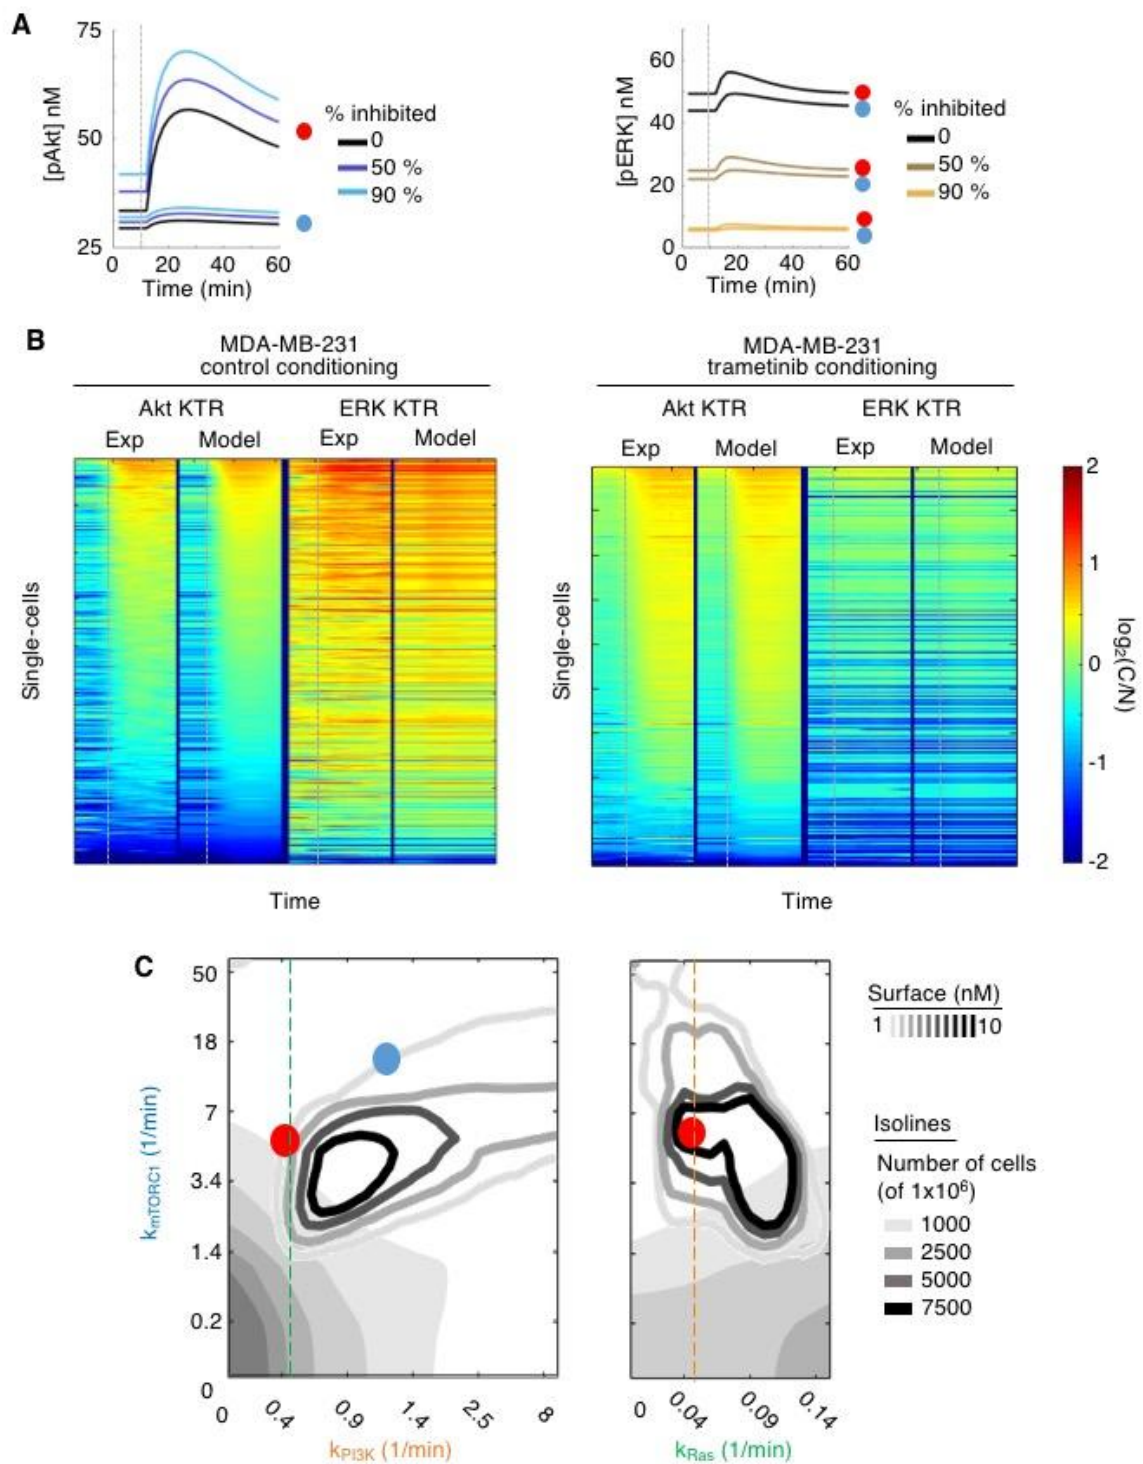 A
75
50
25
[pAkt] nM
0 20 40 60
Time (min)
% inhibited
0
50 %
90 %
60
40
20
0
[pERK] nM
0 20 40 60
Time (min)
% inhibited
0
50 %
90 %
B
MDA-MB-231
control conditioning
Akt KTR ERK KTR
Exp Model Exp Model
Single-cells
Time
MDA-MB-231
trametinib conditioning
Akt KTR ERK KTR
Exp Model Exp Model
Single-cells
Time
2
1
0
-1
-2
log₂(C/N)
C
50
18
7
3.4
1.4
0.2
0
kmTORC1 (1/min)
0 0.4 0.9 1.4 2.5 8
kPI3K (1/min)
0 0.04 0.09 0.14
kRas (1/min)
Surface (nM)
1 10
Isolines
Number of cells
(of 1x10⁶)
1000
2500
5000
7500